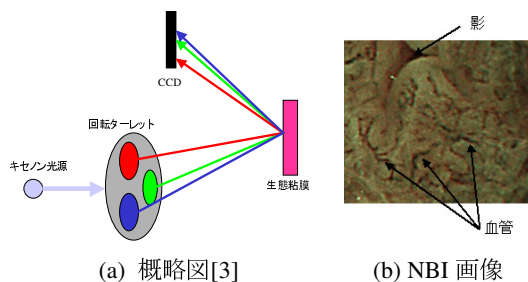 CCD
回転ターレット
キセノン光源
生態粘膜
(a) 概略図[3]
影
血管
(b) NBI 画像